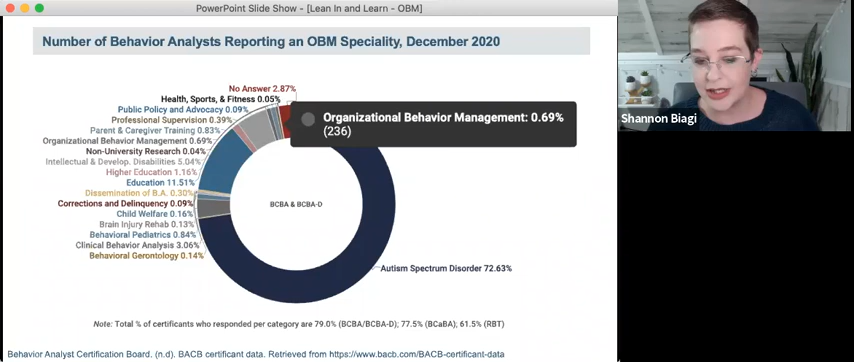 PowerPoint Slide Show - [Lean In and Learn - OBM]
Number of Behavior Analysts Reporting an OBM Speciality, December 2020
No Answer 2.87%
Health, Sports, & Fitness 0.05%
Public Policy and Advocacy 0.09%
Professional Supervision 0.39%
Parent & Caregiver Training 0.83%
Organizational Behavior Management 0.69%
Non-University Research 0.04%
Intellectual & Develop. Disabilities 5.04%
Higher Education 1.16%
Education 11.51%
Dissemination of B.A. 0.30%
Corrections and Delinquency 0.09%
Child Welfare 0.16%
Brain Injury Rehab 0.13%
Behavioral Pediatrics 0.84%
Clinical Behavior Analysis 3.06%
Behavioral Gerontology 0.14%
Organizational Behavior Management: 0.69%
(236)
BCBA & BCBA-D
Autism Spectrum Disorder 72.63%
Note: Total % of certificants who responded per category are 79.0% (BCBA/BCBA-D); 77.5% (BCaBA); 61.5% (RBT)
Behavior Analyst Certification Board. (n.d). BACB certificant data. Retrieved from https://www.bacb.com/BACB-certificant-data
Shannon Biagi